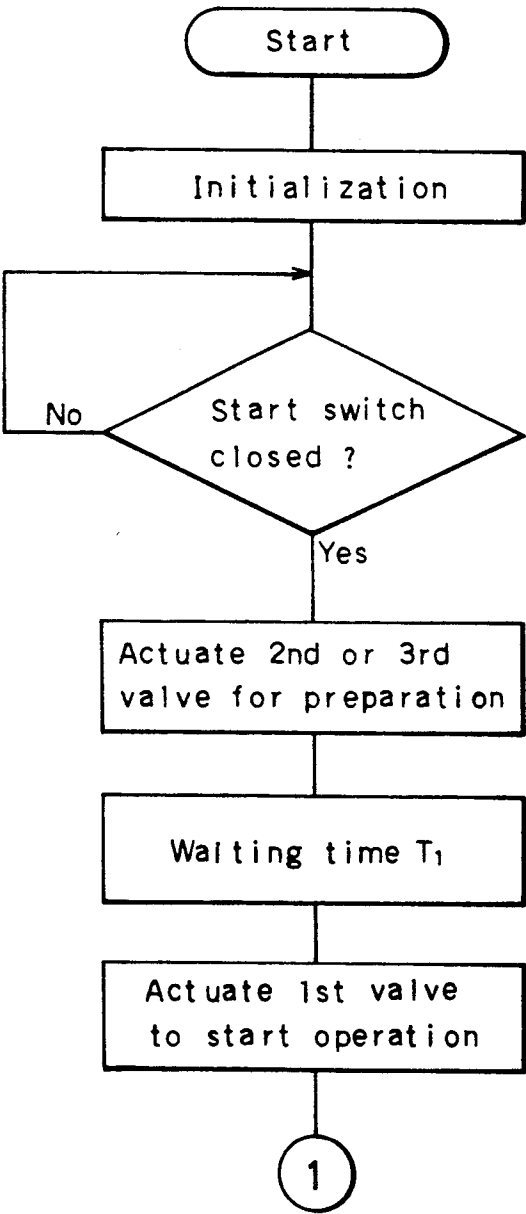 Start
Initialization
Start switch
closed ?
No
Yes
Actuate 2nd or 3rd
valve for preparation
Waiting time T₁
Actuate 1st valve
to start operation
1